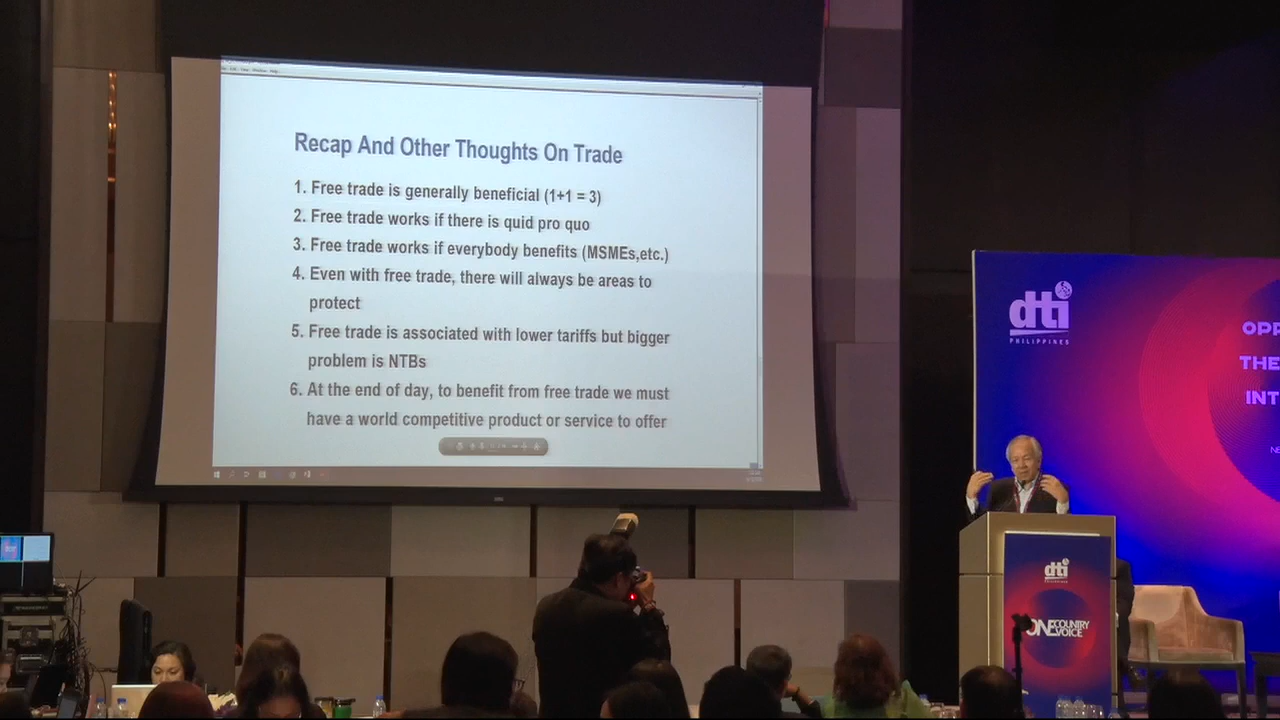 Recap And Other Thoughts On Trade
1. Free trade is generally beneficial (1+1 = 3)
2. Free trade works if there is quid pro quo
3. Free trade works if everybody benefits (MSMEs,etc.)
4. Even with free trade, there will always be areas to
protect
5. Free trade is associated with lower tariffs but bigger
problem is NTBs
6. At the end of day, to benefit from free trade we must
have a world competitive product or service to offer
dti
PHILIPPINES
OPP
THE
INT
NE
dti
PHILIPPINES
ONE COUNTRY
VOICE